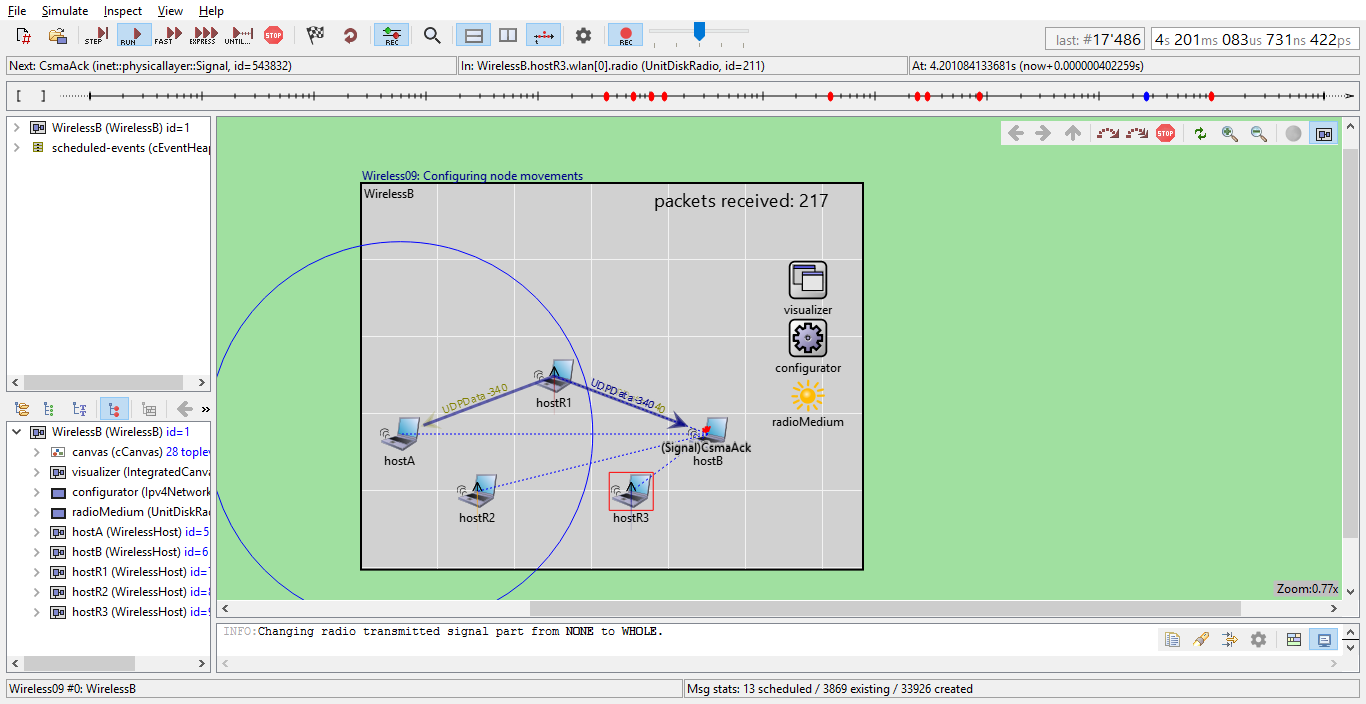 File Simulate Inspect View Help
STEP RUN FAST EXPRESS UNTIL... STOP REC REC
last: #17'486 4s 201ms 083us 731ns 422ps
Next: CsmaAck (inet::physicallayer::Signal, id=543832) In: WirelessB.hostR3.wlan[0].radio (UnitDiskRadio, id=211) At: 4.201084133681s (now+0.000000402259s)
[ ]
WirelessB (WirelessB) id=1
scheduled-events (cEventHeap
STOP
Wireless09: Configuring node movements
WirelessB
packets received: 217
visualizer
configurator
radioMedium
UDPData-340
UDPData-340
hostR1
hostA
(Signal)CsmaAck
hostB
hostR2
hostR3
Zoom:0.77x
WirelessB (WirelessB) id=1
canvas (cCanvas) 28 toplev
visualizer (IntegratedCanva
configurator (Ipv4Network
radioMedium (UnitDiskRad
hostA (WirelessHost) id=5
hostB (WirelessHost) id=6
hostR1 (WirelessHost) id=
hostR2 (WirelessHost) id=
hostR3 (WirelessHost) id=
INFO:Changing radio transmitted signal part from NONE to WHOLE.
Wireless09 #0: WirelessB
Msg stats: 13 scheduled / 3869 existing / 33926 created